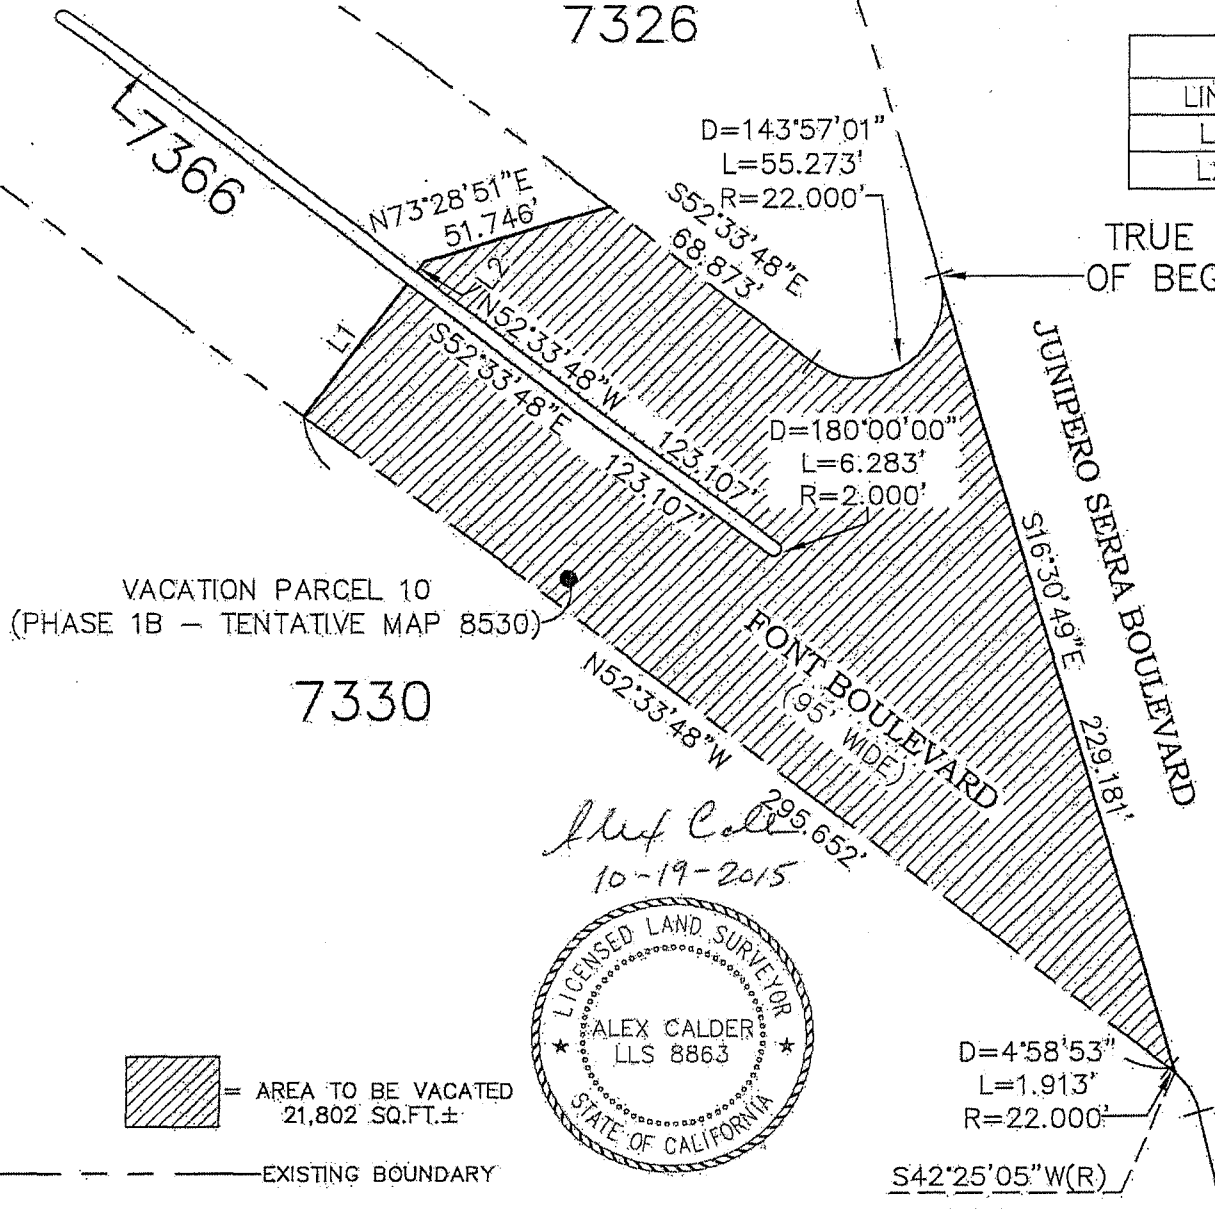 7326
7366
D=143°57'01"
L=55.273'
R=22.000'
N73°28'51"E
51.746'
S52°33'48"E
68.873'
L2
L1
N52°33'48"W
123.107'
S52°33'48"E
123.107'
D=180°00'00"
L=6.283'
R=2.000'
TRUE
OF BEG
JUNIPERO SERRA BOULEVARD
S16°30'49"E
229.181'
VACATION PARCEL 10
(PHASE 1B – TENTATIVE MAP 8530)
7330
FONT BOULEVARD
(95' WIDE)
N52°33'48"W
295.652'
10-19-2015
LICENSED LAND SURVEYOR
ALEX CALDER
LLS 8863
STATE OF CALIFORNIA
= AREA TO BE VACATED
21,802 SQ.FT.±
EXISTING BOUNDARY
D=4°58'53"
L=1.913'
R=22.000'
S42°25'05"W(R)